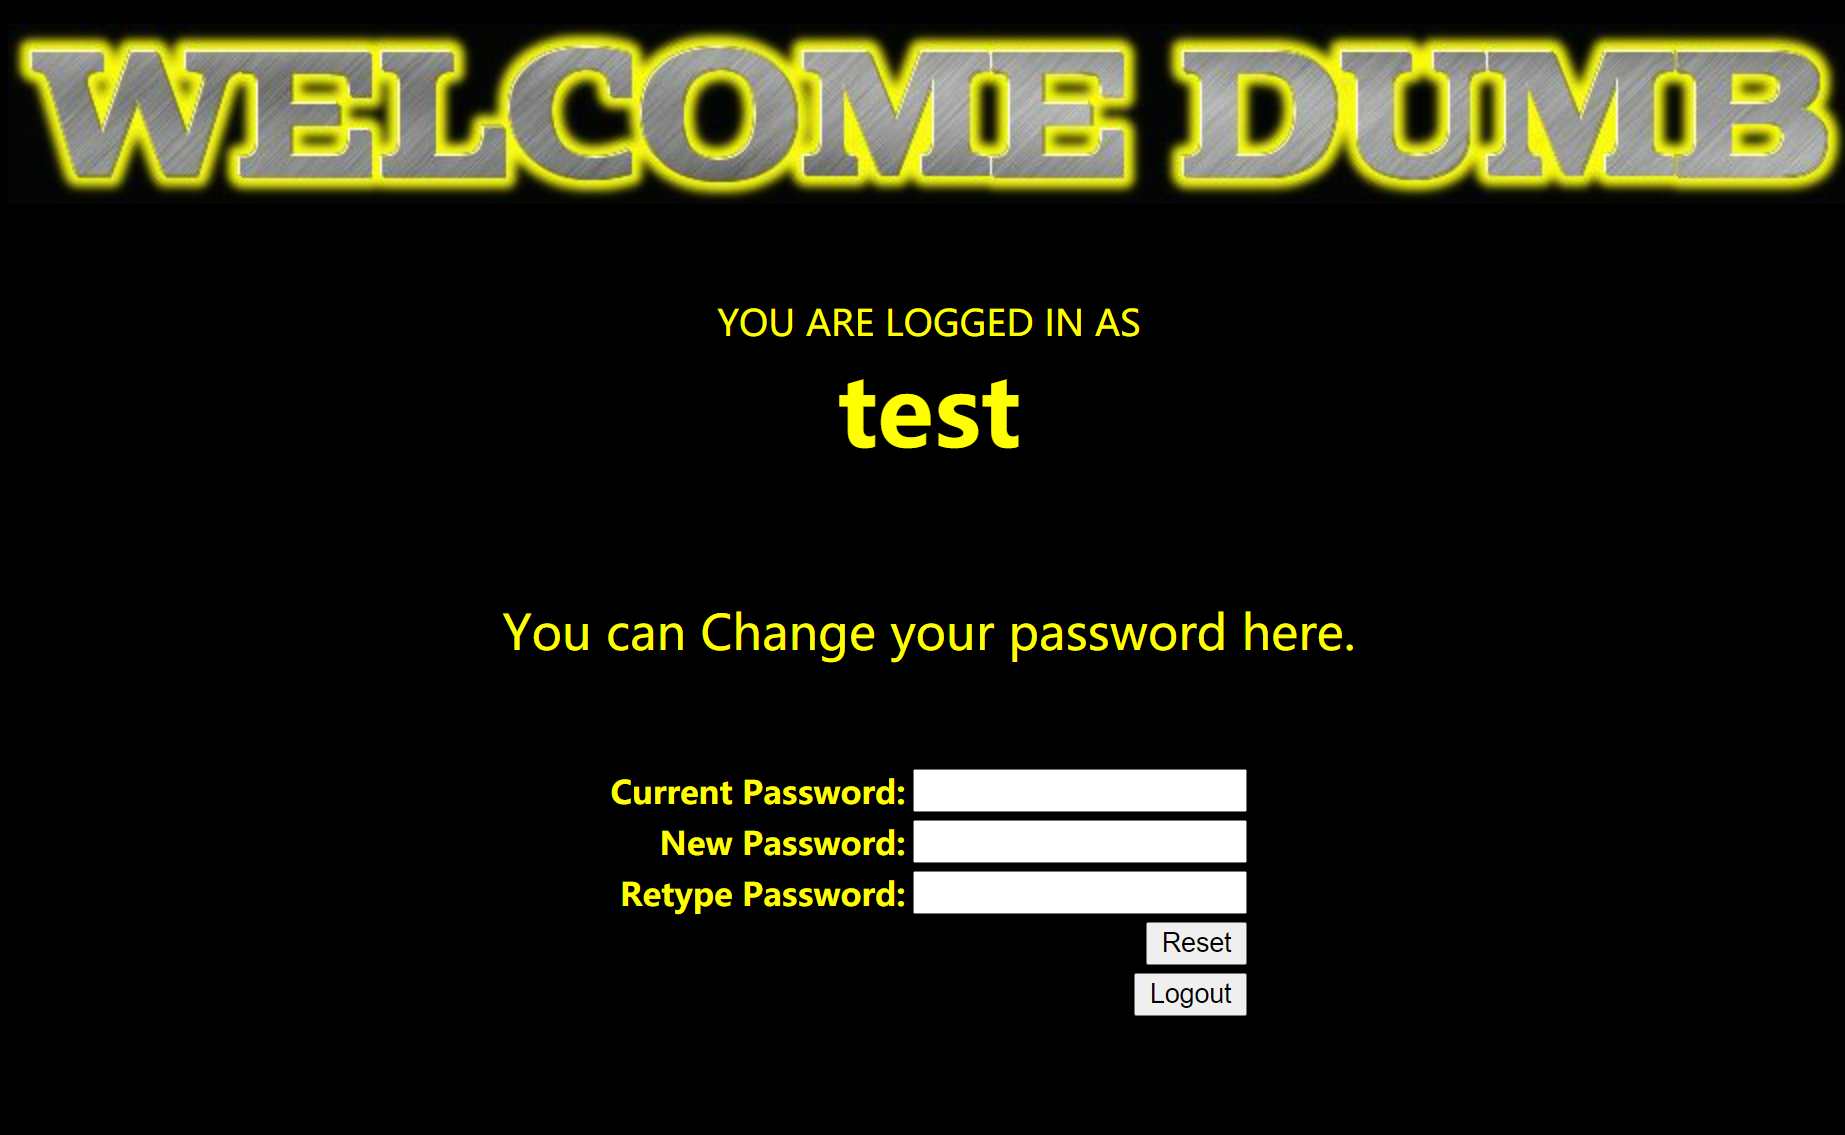 WELCOME DUMB
YOU ARE LOGGED IN AS
test
You can Change your password here.
Current Password:
New Password:
Retype Password:
Reset
Logout